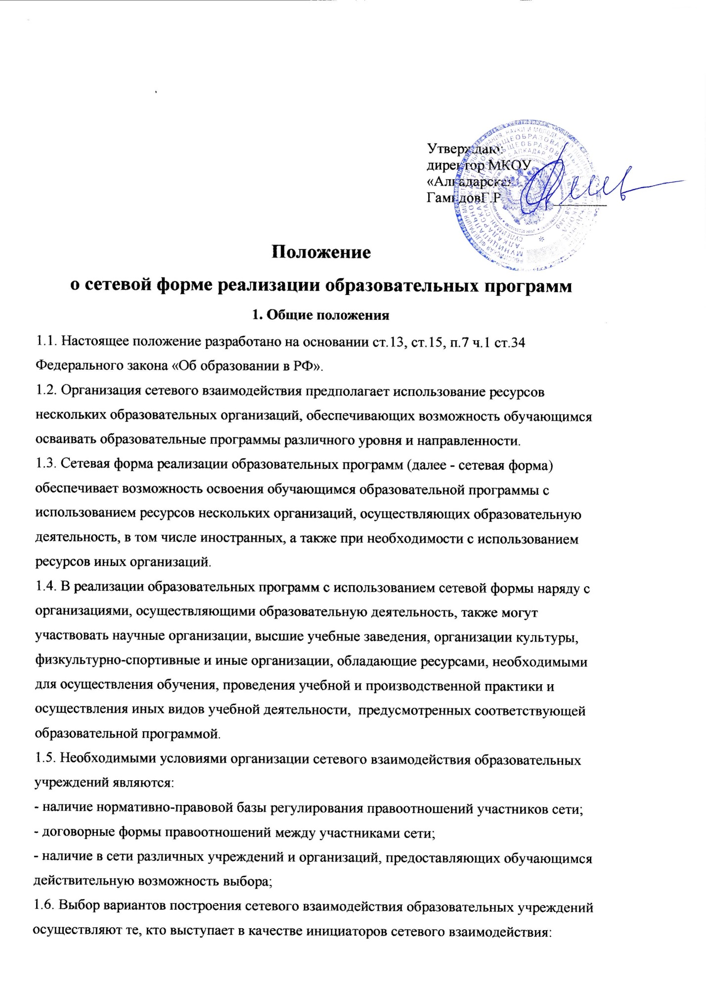 Утверждаю:
директор МКОУ
«Алкадарская
ГамидовГ.Р
Положение
о сетевой форме реализации образовательных программ
1. Общие положения
1.1. Настоящее положение разработано на основании ст.13, ст.15, п.7 ч.1 ст.34
Федерального закона «Об образовании в РФ».
1.2. Организация сетевого взаимодействия предполагает использование ресурсов
нескольких образовательных организаций, обеспечивающих возможность обучающимся
осваивать образовательные программы различного уровня и направленности.
1.3. Сетевая форма реализации образовательных программ (далее - сетевая форма)
обеспечивает возможность освоения обучающимся образовательной программы с
использованием ресурсов нескольких организаций, осуществляющих образовательную
деятельность, в том числе иностранных, а также при необходимости с использованием
ресурсов иных организаций.
1.4. В реализации образовательных программ с использованием сетевой формы наряду с
организациями, осуществляющими образовательную деятельность, также могут
участвовать научные организации, высшие учебные заведения, организации культуры,
физкультурно-спортивные и иные организации, обладающие ресурсами, необходимыми
для осуществления обучения, проведения учебной и производственной практики и
осуществления иных видов учебной деятельности,  предусмотренных соответствующей
образовательной программой.
1.5. Необходимыми условиями организации сетевого взаимодействия образовательных
учреждений являются:
- наличие нормативно-правовой базы регулирования правоотношений участников сети;
- договорные формы правоотношений между участниками сети;
- наличие в сети различных учреждений и организаций, предоставляющих обучающимся
действительную возможность выбора;
1.6. Выбор вариантов построения сетевого взаимодействия образовательных учреждений
осуществляют те, кто выступает в качестве инициаторов сетевого взаимодействия: